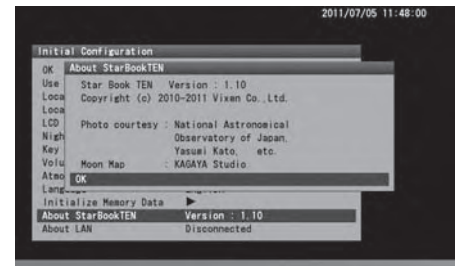 2011/07/05 11:48:00
Initial Configuration
OK
About StarBookTEN
Use
Star Book TEN Version : 1.10
Loca
Copyright (c) 2010-2011 Vixen Co.,Ltd.
Loca
LCD
Photo courtesy : National Astronomical
Nigh
Observatory of Japan,
Key
Yasumi Kato, etc.
Volu
Moon Map : KAGAYA Studio
Atmo
OK
Language English
Initialize Memory Data ▶
About StarBookTEN Version : 1.10
About LAN Disconnected